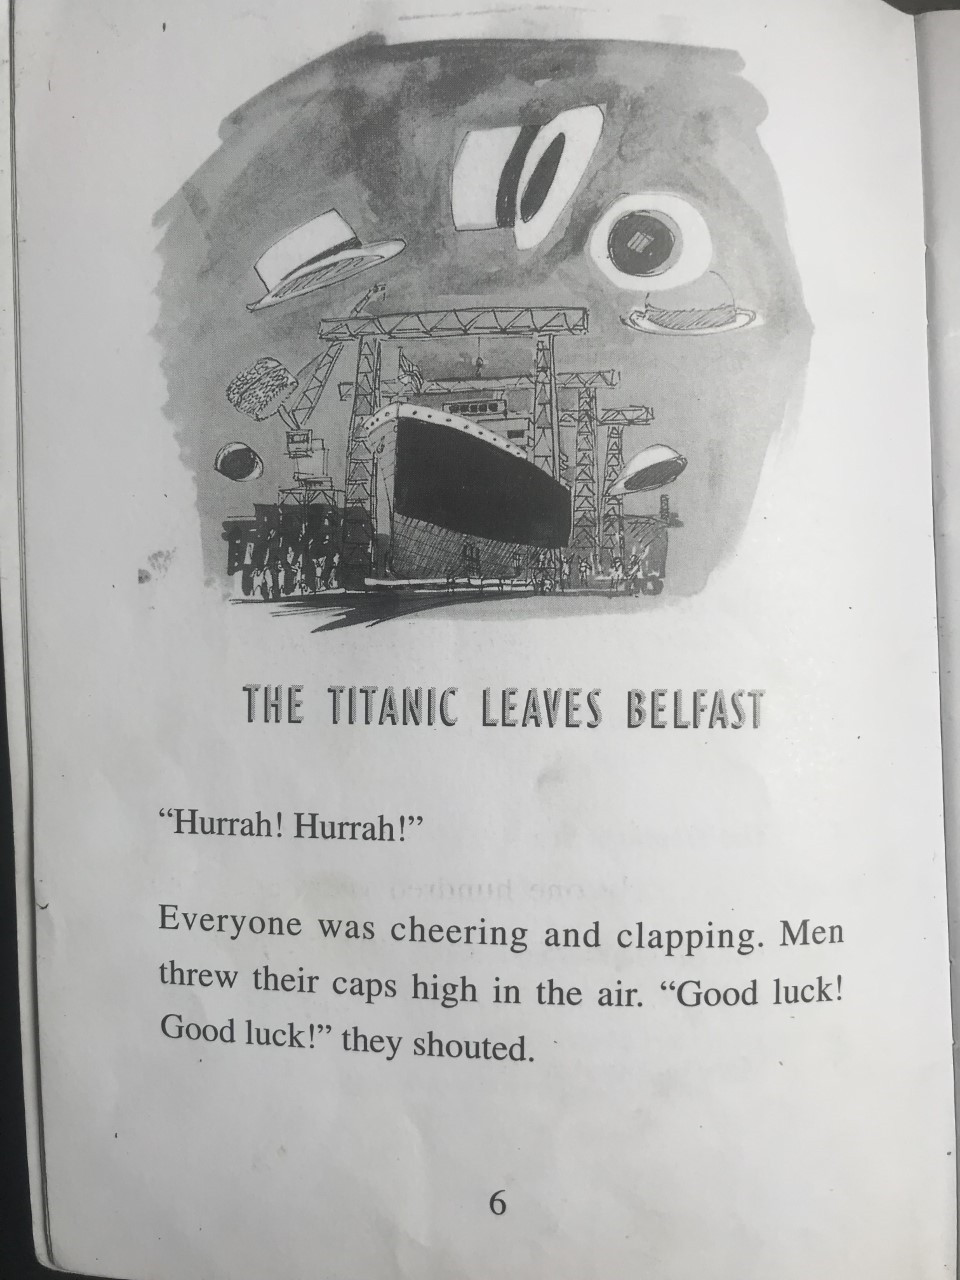 THE TITANIC LEAVES BELFAST
“Hurrah! Hurrah!”
Everyone was cheering and clapping. Men
threw their caps high in the air. “Good luck!
Good luck!” they shouted.
6